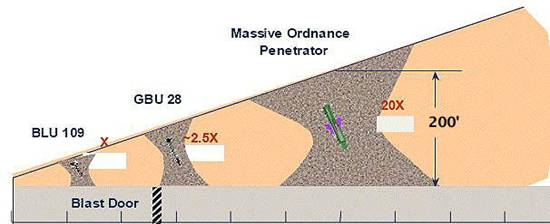 Massive Ordnance
Penetrator
GBU 28
BLU 109
X
~2.5X
20X
200'
Blast Door